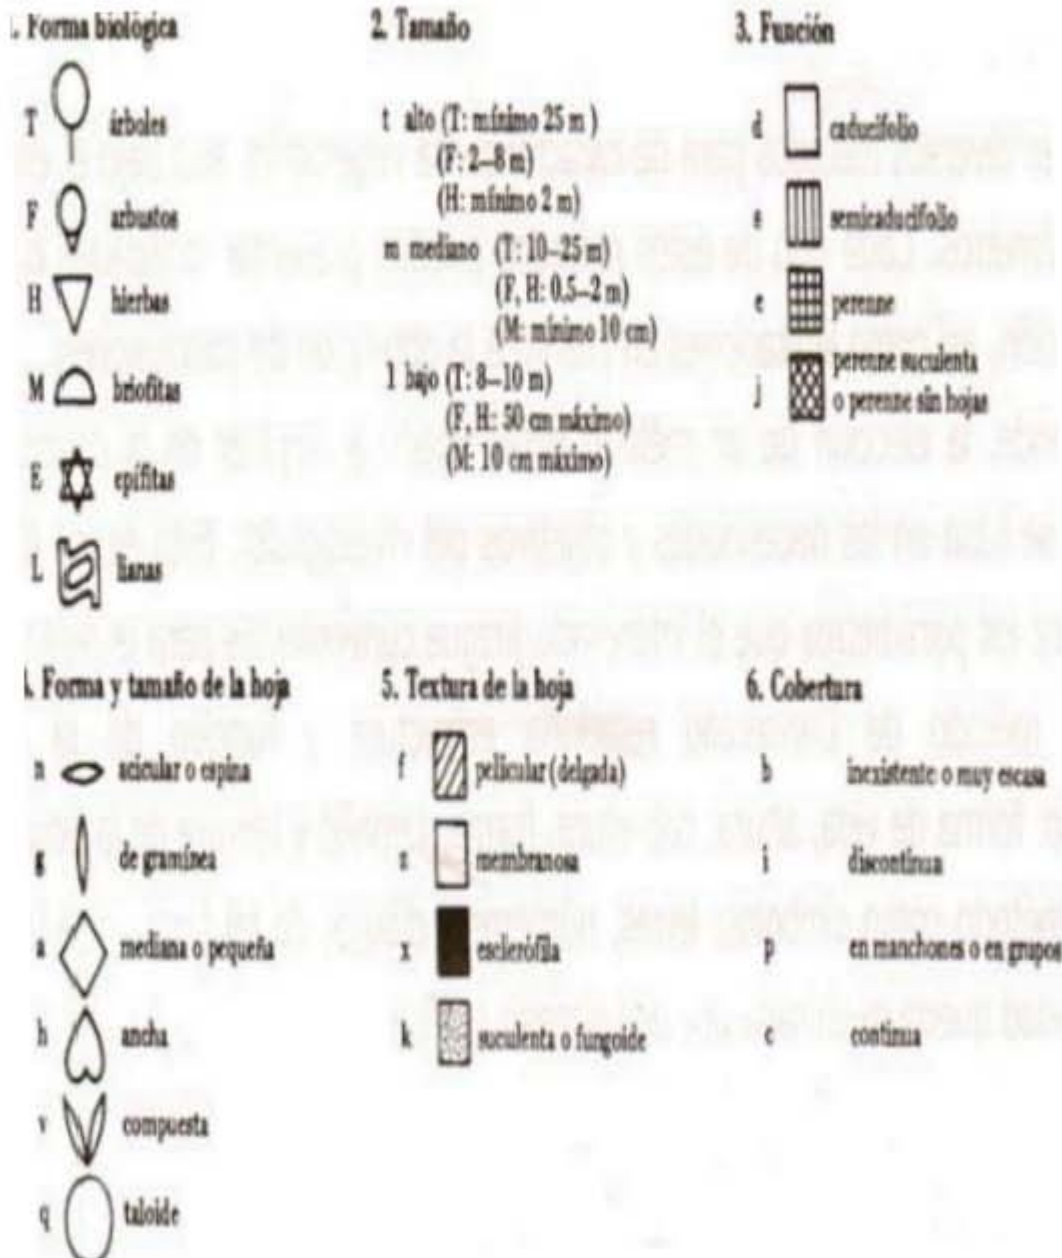 . Forma biológica
T árboles
F arbustos
H hierbas
M briofitas
E epífitas
L lianas
2. Tamaño
t alto (T: mínimo 25 m)
(F: 2–8 m)
(H: mínimo 2 m)
m mediano (T: 10–25 m)
(F, H: 0.5–2 m)
(M: mínimo 10 cm)
l bajo (T: 8–10 m)
(F, H: 50 cm máximo)
(M: 10 cm máximo)
3. Función
d caducifolio
s semicaducifolio
e perenne
j perenne suculenta
o perenne sin hojas
. Forma y tamaño de la hoja
n acicular o espina
g de gramínea
a mediana o pequeña
h ancha
v compuesta
q taloide
5. Textura de la hoja
f pelicular (delgada)
z membranosa
x esclerófila
k suculenta o fungoide
6. Cobertura
b inexistente o muy escasa
i discontinua
p en manchones o en grupos
c continua